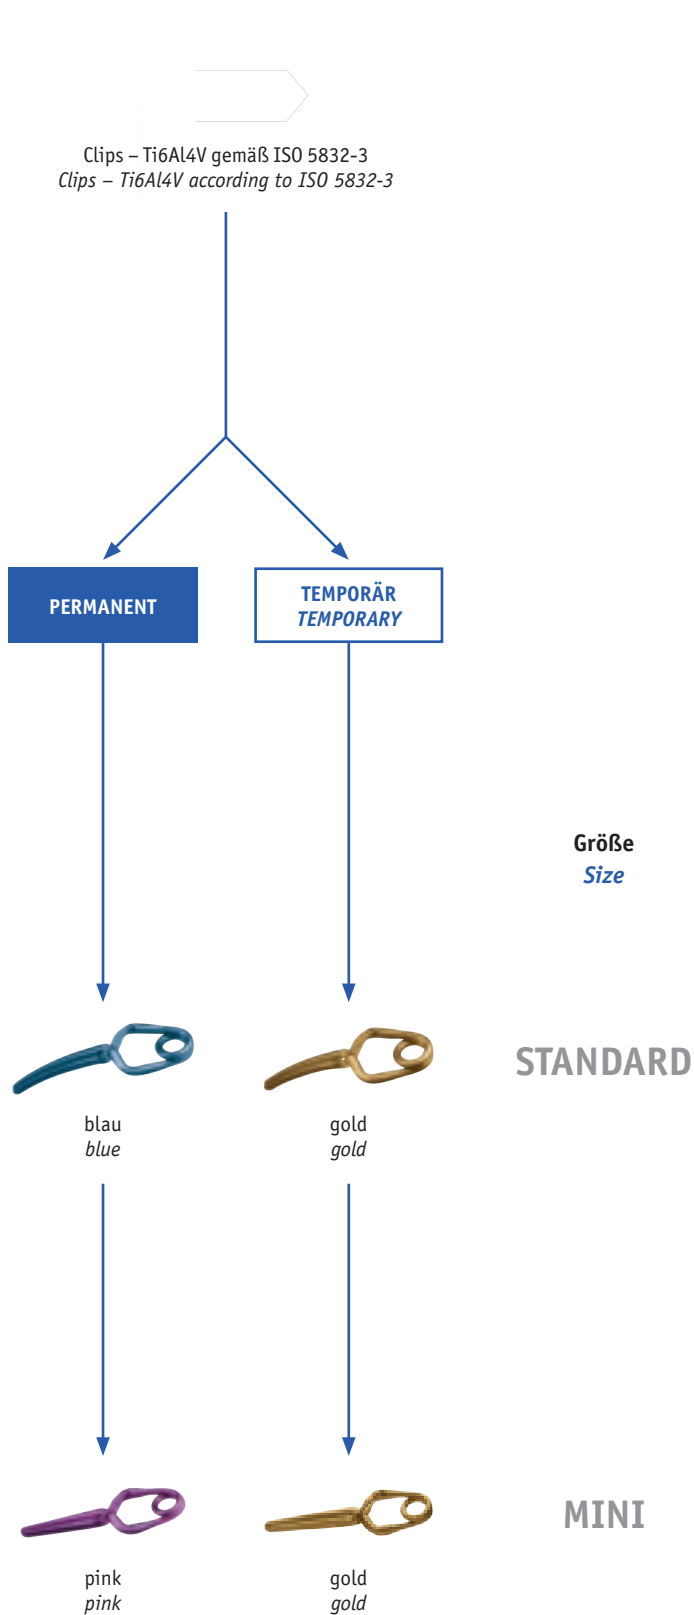 Clips – Ti6Al4V gemäß ISO 5832-3
Clips – Ti6Al4V according to ISO 5832-3
PERMANENT
TEMPORÄR
TEMPORARY
Größe
Size
STANDARD
blau
blue
gold
gold
MINI
pink
pink
gold
gold